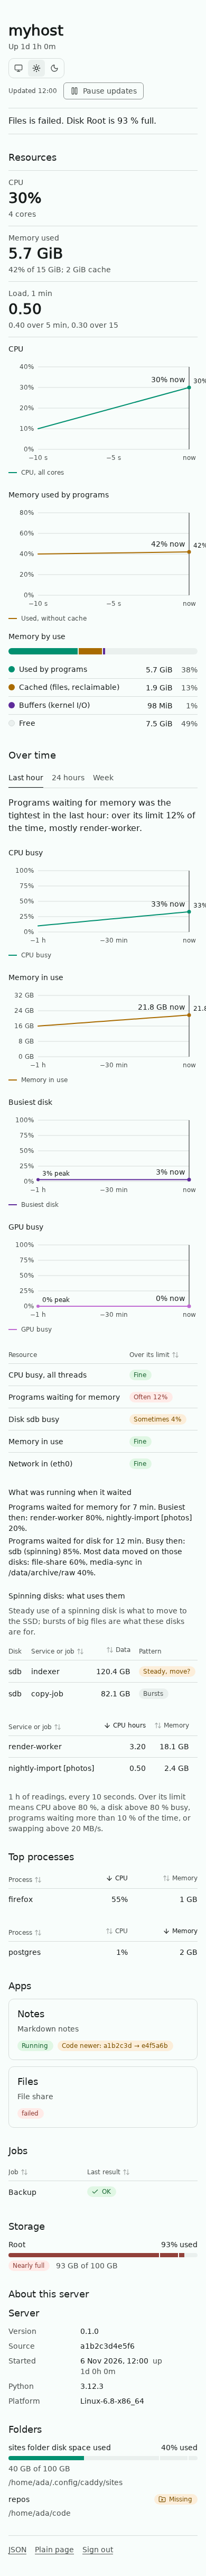 myhost
Up 1d 1h 0m
Updated 12:00 Pause updates
Files is failed. Disk Root is 93 % full.
Resources
CPU
30%
4 cores
Memory used
5.7 GiB
42% of 15 GiB; 2 GiB cache
Load, 1 min
0.50
0.40 over 5 min, 0.30 over 15
CPU
40%
30% now 30%
30%
20%
10%
0%
−10 s −5 s now
CPU, all cores
Memory used by programs
80%
60%
42% now 42%
40%
20%
0%
−10 s −5 s now
Used, without cache
Memory by use
Used by programs 5.7 GiB 38%
Cached (files, reclaimable) 1.9 GiB 13%
Buffers (kernel I/O) 98 MiB 1%
Free 7.5 GiB 49%
Over time
Last hour 24 hours Week
Programs waiting for memory was the
tightest in the last hour: over its limit 12% of
the time, mostly render-worker.
CPU busy
100%
75%
50%
33% now 33%
25%
0%
−1 h −30 min now
CPU busy
Memory in use
32 GB
24 GB
21.8 GB now 21.8
16 GB
8 GB
0 GB
−1 h −30 min now
Memory in use
Busiest disk
100%
75%
50%
25%
3% peak 3% now
0%
−1 h −30 min now
Busiest disk
GPU busy
100%
75%
50%
25%
0% peak 0% now
0%
−1 h −30 min now
GPU busy
Resource Over its limit
CPU busy, all threads Fine
Programs waiting for memory Often 12%
Disk sdb busy Sometimes 4%
Memory in use Fine
Network in (eth0) Fine
What was running when it waited
Programs waited for memory for 7 min. Busiest
then: render-worker 80%, nightly-import [photos]
20%.
Programs waited for disk for 12 min. Busy then:
sdb (spinning) 85%. Most data moved on those
disks: file-share 60%, media-sync in
/data/archive/raw 40%.
Spinning disks: what uses them
Steady use of a spinning disk is what to move to
the SSD; bursts of big files are what these disks
are for.
Disk Service or job Data Pattern
sdb indexer 120.4 GB Steady, move?
sdb copy-job 82.1 GB Bursts
Service or job CPU hours Memory
render-worker 3.20 18.1 GB
nightly-import [photos] 0.50 2.4 GB
1 h of readings, every 10 seconds. Over its limit
means CPU above 80 %, a disk above 80 % busy,
programs waiting more than 10 % of the time, or
swapping above 20 MB/s.
Top processes
Process CPU Memory
firefox 55% 1 GB
Process CPU Memory
postgres 1% 2 GB
Apps
Notes
Markdown notes
Running Code newer: a1b2c3d → e4f5a6b
Files
File share
failed
Jobs
Job Last result
Backup OK
Storage
Root 93% used
Nearly full 93 GB of 100 GB
About this server
Server
Version 0.1.0
Source a1b2c3d4e5f6
Started 6 Nov 2026, 12:00 up
1d 0h 0m
Python 3.12.3
Platform Linux-6.8-x86_64
Folders
sites folder disk space used 40% used
40 GB of 100 GB
/home/ada/.config/caddy/sites
repos Missing
/home/ada/code
JSON Plain page Sign out